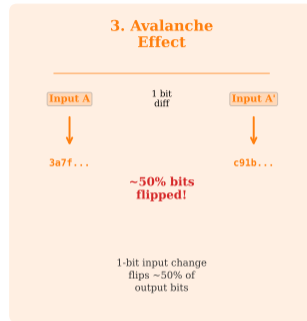 3. Avalanche
Effect
Input A
1 bit
diff
Input A'
3a7f...
c91b...
~50% bits
flipped!
1-bit input change
flips ~50% of
output bits